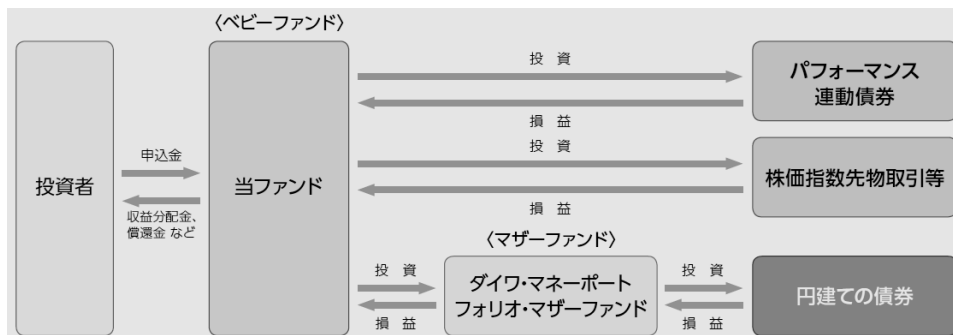 〈ベビーファンド〉
投資者
申込金
収益分配金、
償還金 など
当ファンド
投 資
損 益
パフォーマンス
連動債券
投 資
損 益
株価指数先物取引等
〈マザーファンド〉
投 資
損 益
ダイワ・マネーポート
フォリオ・マザーファンド
投 資
損 益
円建ての債券